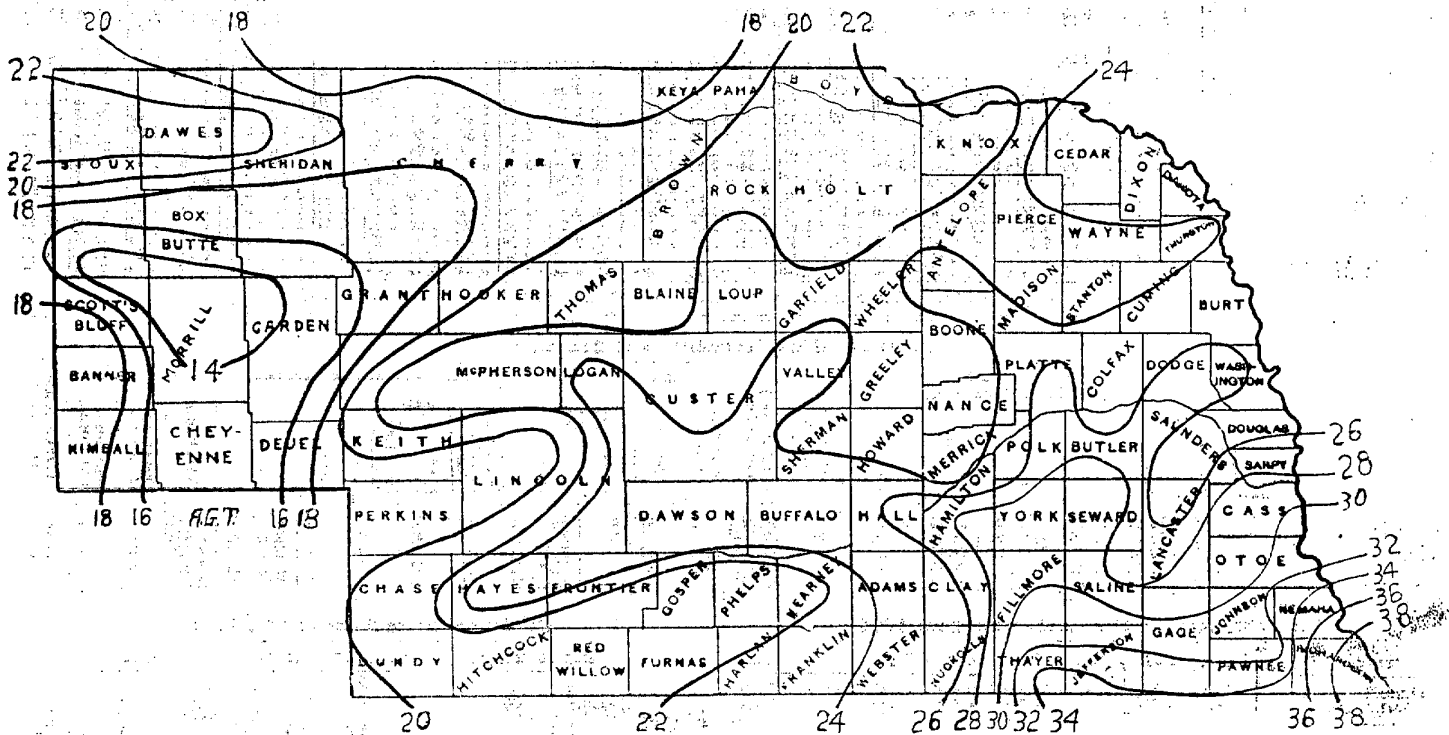 20 18 18 20 22
22 24
KEYA PAHA BOYD
DAWES KNOX CEDAR
SIOUX SHERIDAN CHERRY BROWN ROCK HOLT DIXON
22
20 DAKOTA
18 BOX ANTELOPE PIERCE
BUTTE WAYNE THURSTON
GRANT HOOKER THOMAS BLAINE LOUP GARFIELD WHEELER MADISON STANTON CUMING BURT
18 SCOTT'S
BLUFF MORRILL GARDEN BOONE
BANNER 14 McPHERSON LOGAN CUSTER VALLEY GREELEY PLATTE COLFAX DODGE WASH-
INGTON
NANCE
KIMBALL CHEY-
ENNE DEUEL KEITH SHERMAN HOWARD MERRICK POLK BUTLER SAUNDERS DOUGLAS 26
SARPY
LINCOLN 28
18 16 A.G.T. 16 18 PERKINS DAWSON BUFFALO HALL HAMILTON YORK SEWARD LANCASTER CASS 30
OTOE 32
CHASE HAYES FRONTIER GOSPER PHELPS KEARNEY ADAMS CLAY FILLMORE SALINE 34
JOHNSON NEMAHA 36
GAGE 38
DUNDY HITCHCOCK RED
WILLOW FURNAS HARLAN FRANKLIN WEBSTER NUCKOLLS THAYER JEFFERSON PAWNEE RICHARDSON
20 22 24 26 28 30 32 34 36 38